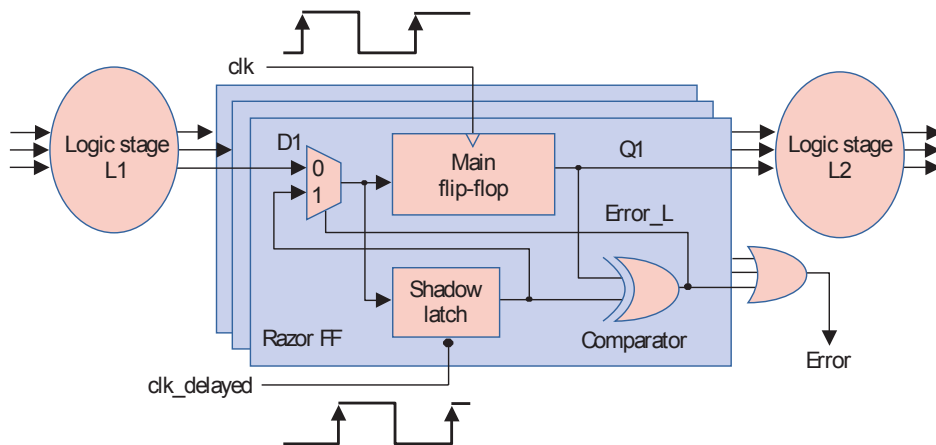 clk
Logic stage
L1
D1
0
1
Main
flip-flop
Q1
Logic stage
L2
Error_L
Shadow
latch
Razor FF
Comparator
Error
clk_delayed